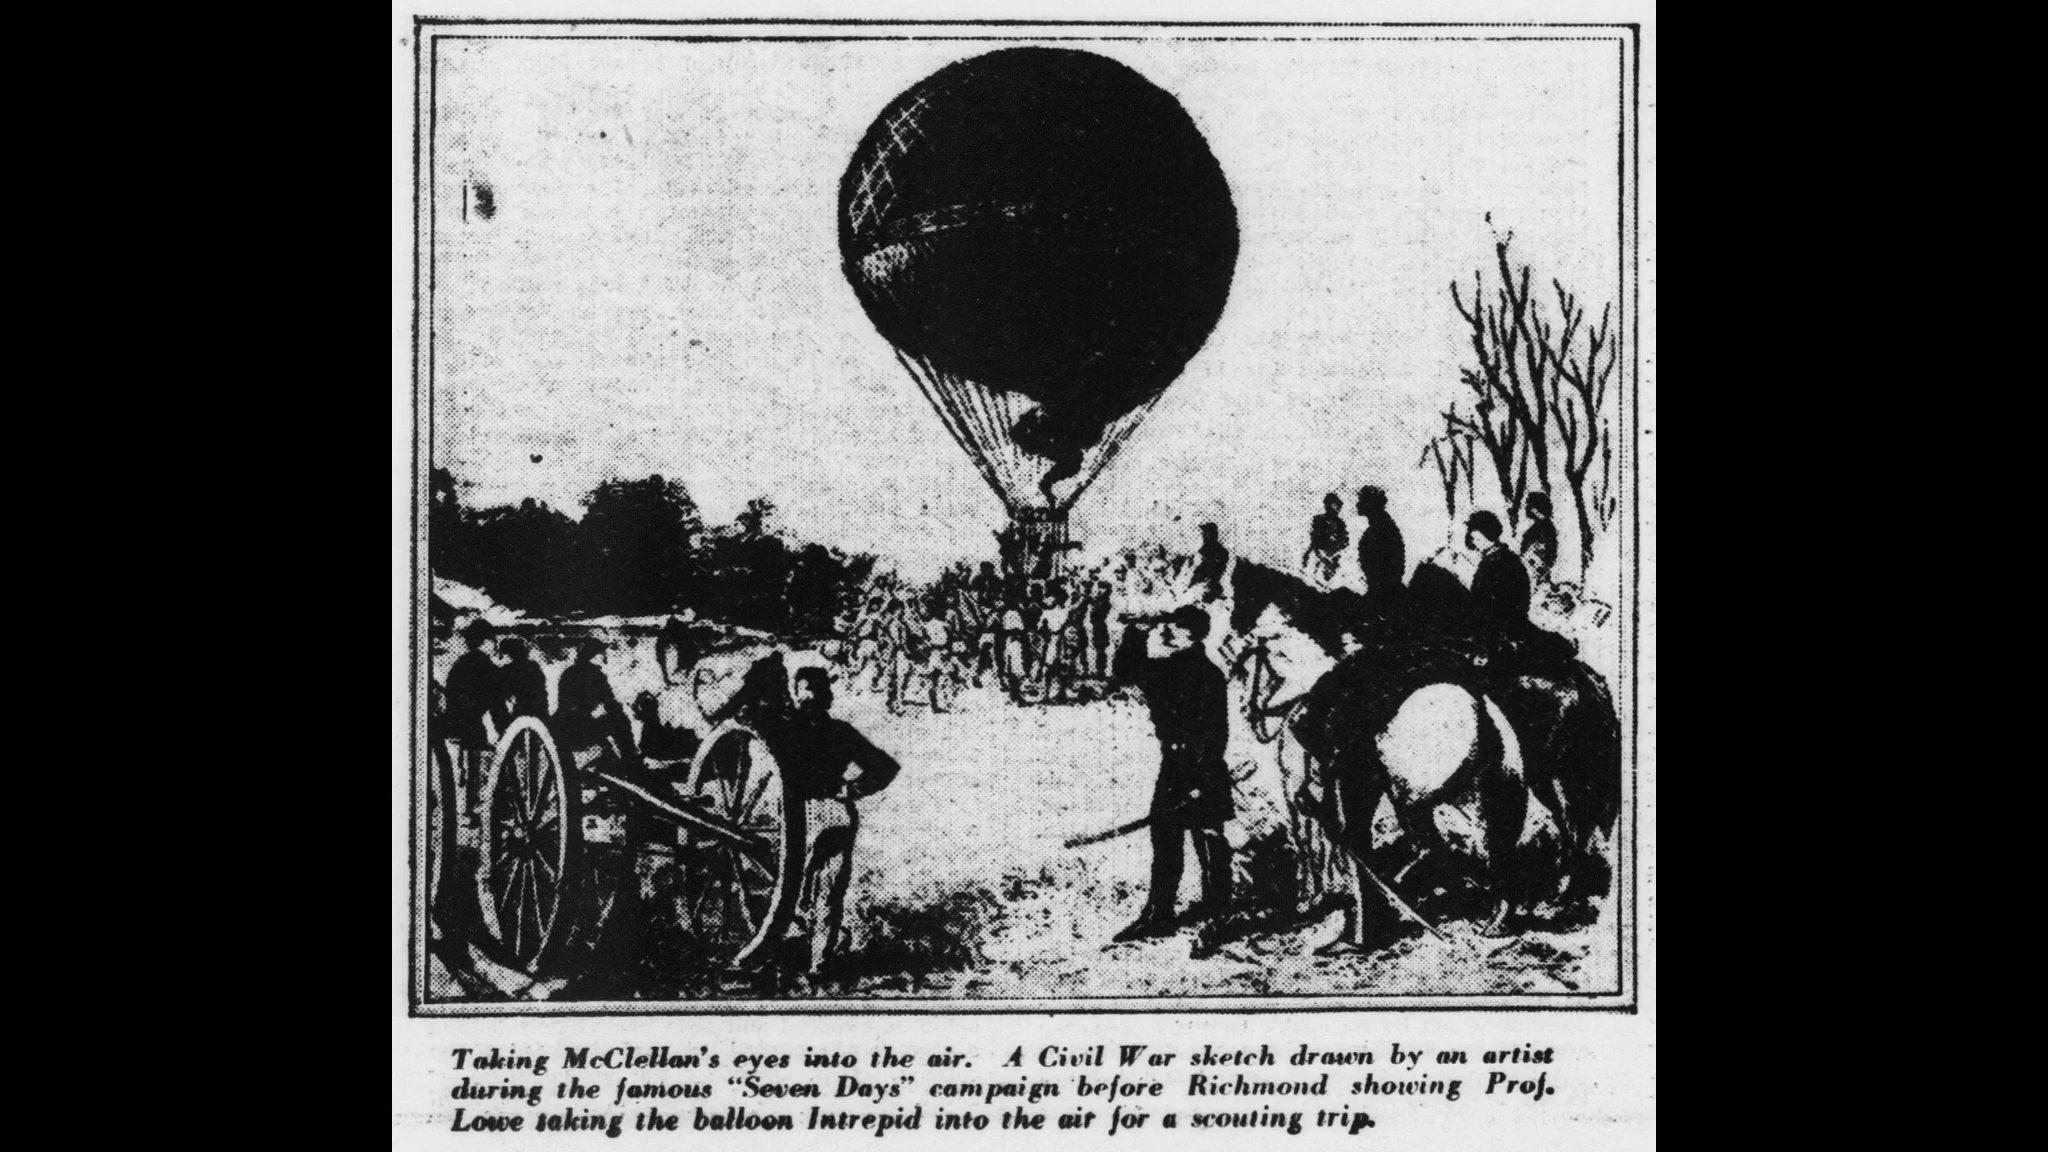 Taking McClellan's eyes into the air. A Civil War sketch drawn by an artist
during the famous "Seven Days" campaign before Richmond showing Prof.
Lowe taking the balloon Intrepid into the air for a scouting trip.